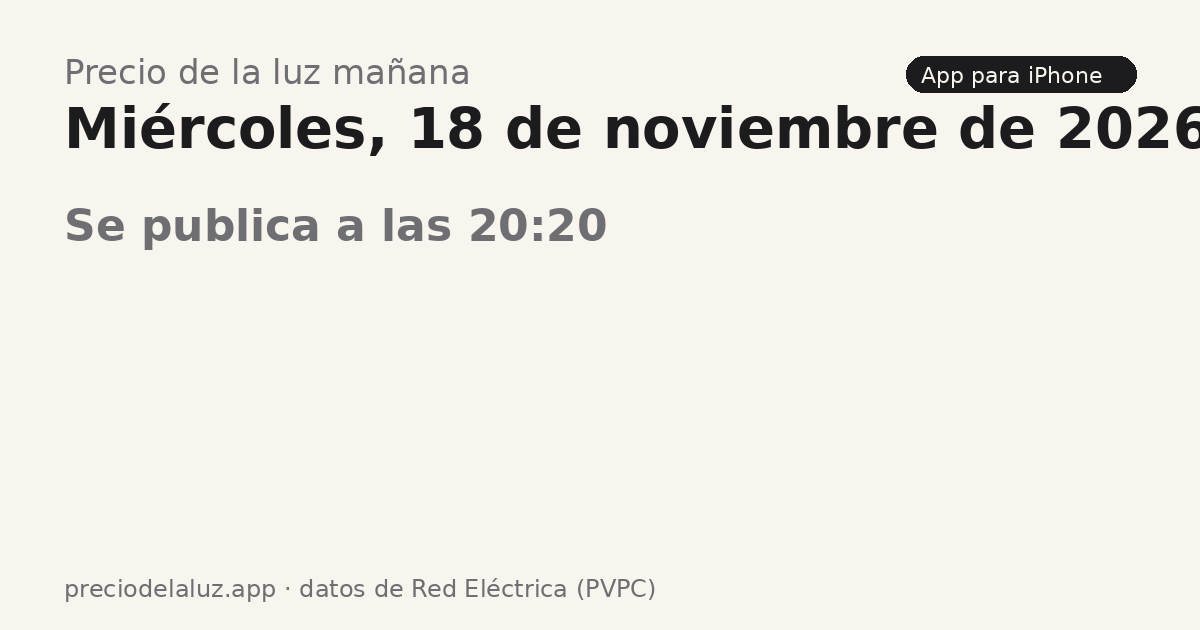 Precio de la luz mañana
App para iPhone
Miércoles, 18 de noviembre de 2026
Se publica a las 20:20
preciodelaluz.app · datos de Red Eléctrica (PVPC)